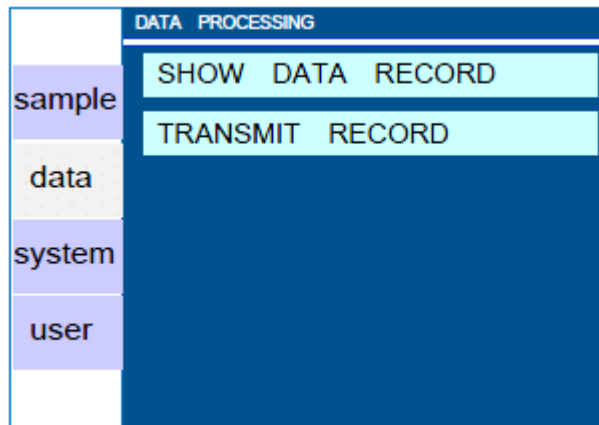 DATA PROCESSING
SHOW DATA RECORD
TRANSMIT RECORD
sample
data
system
user